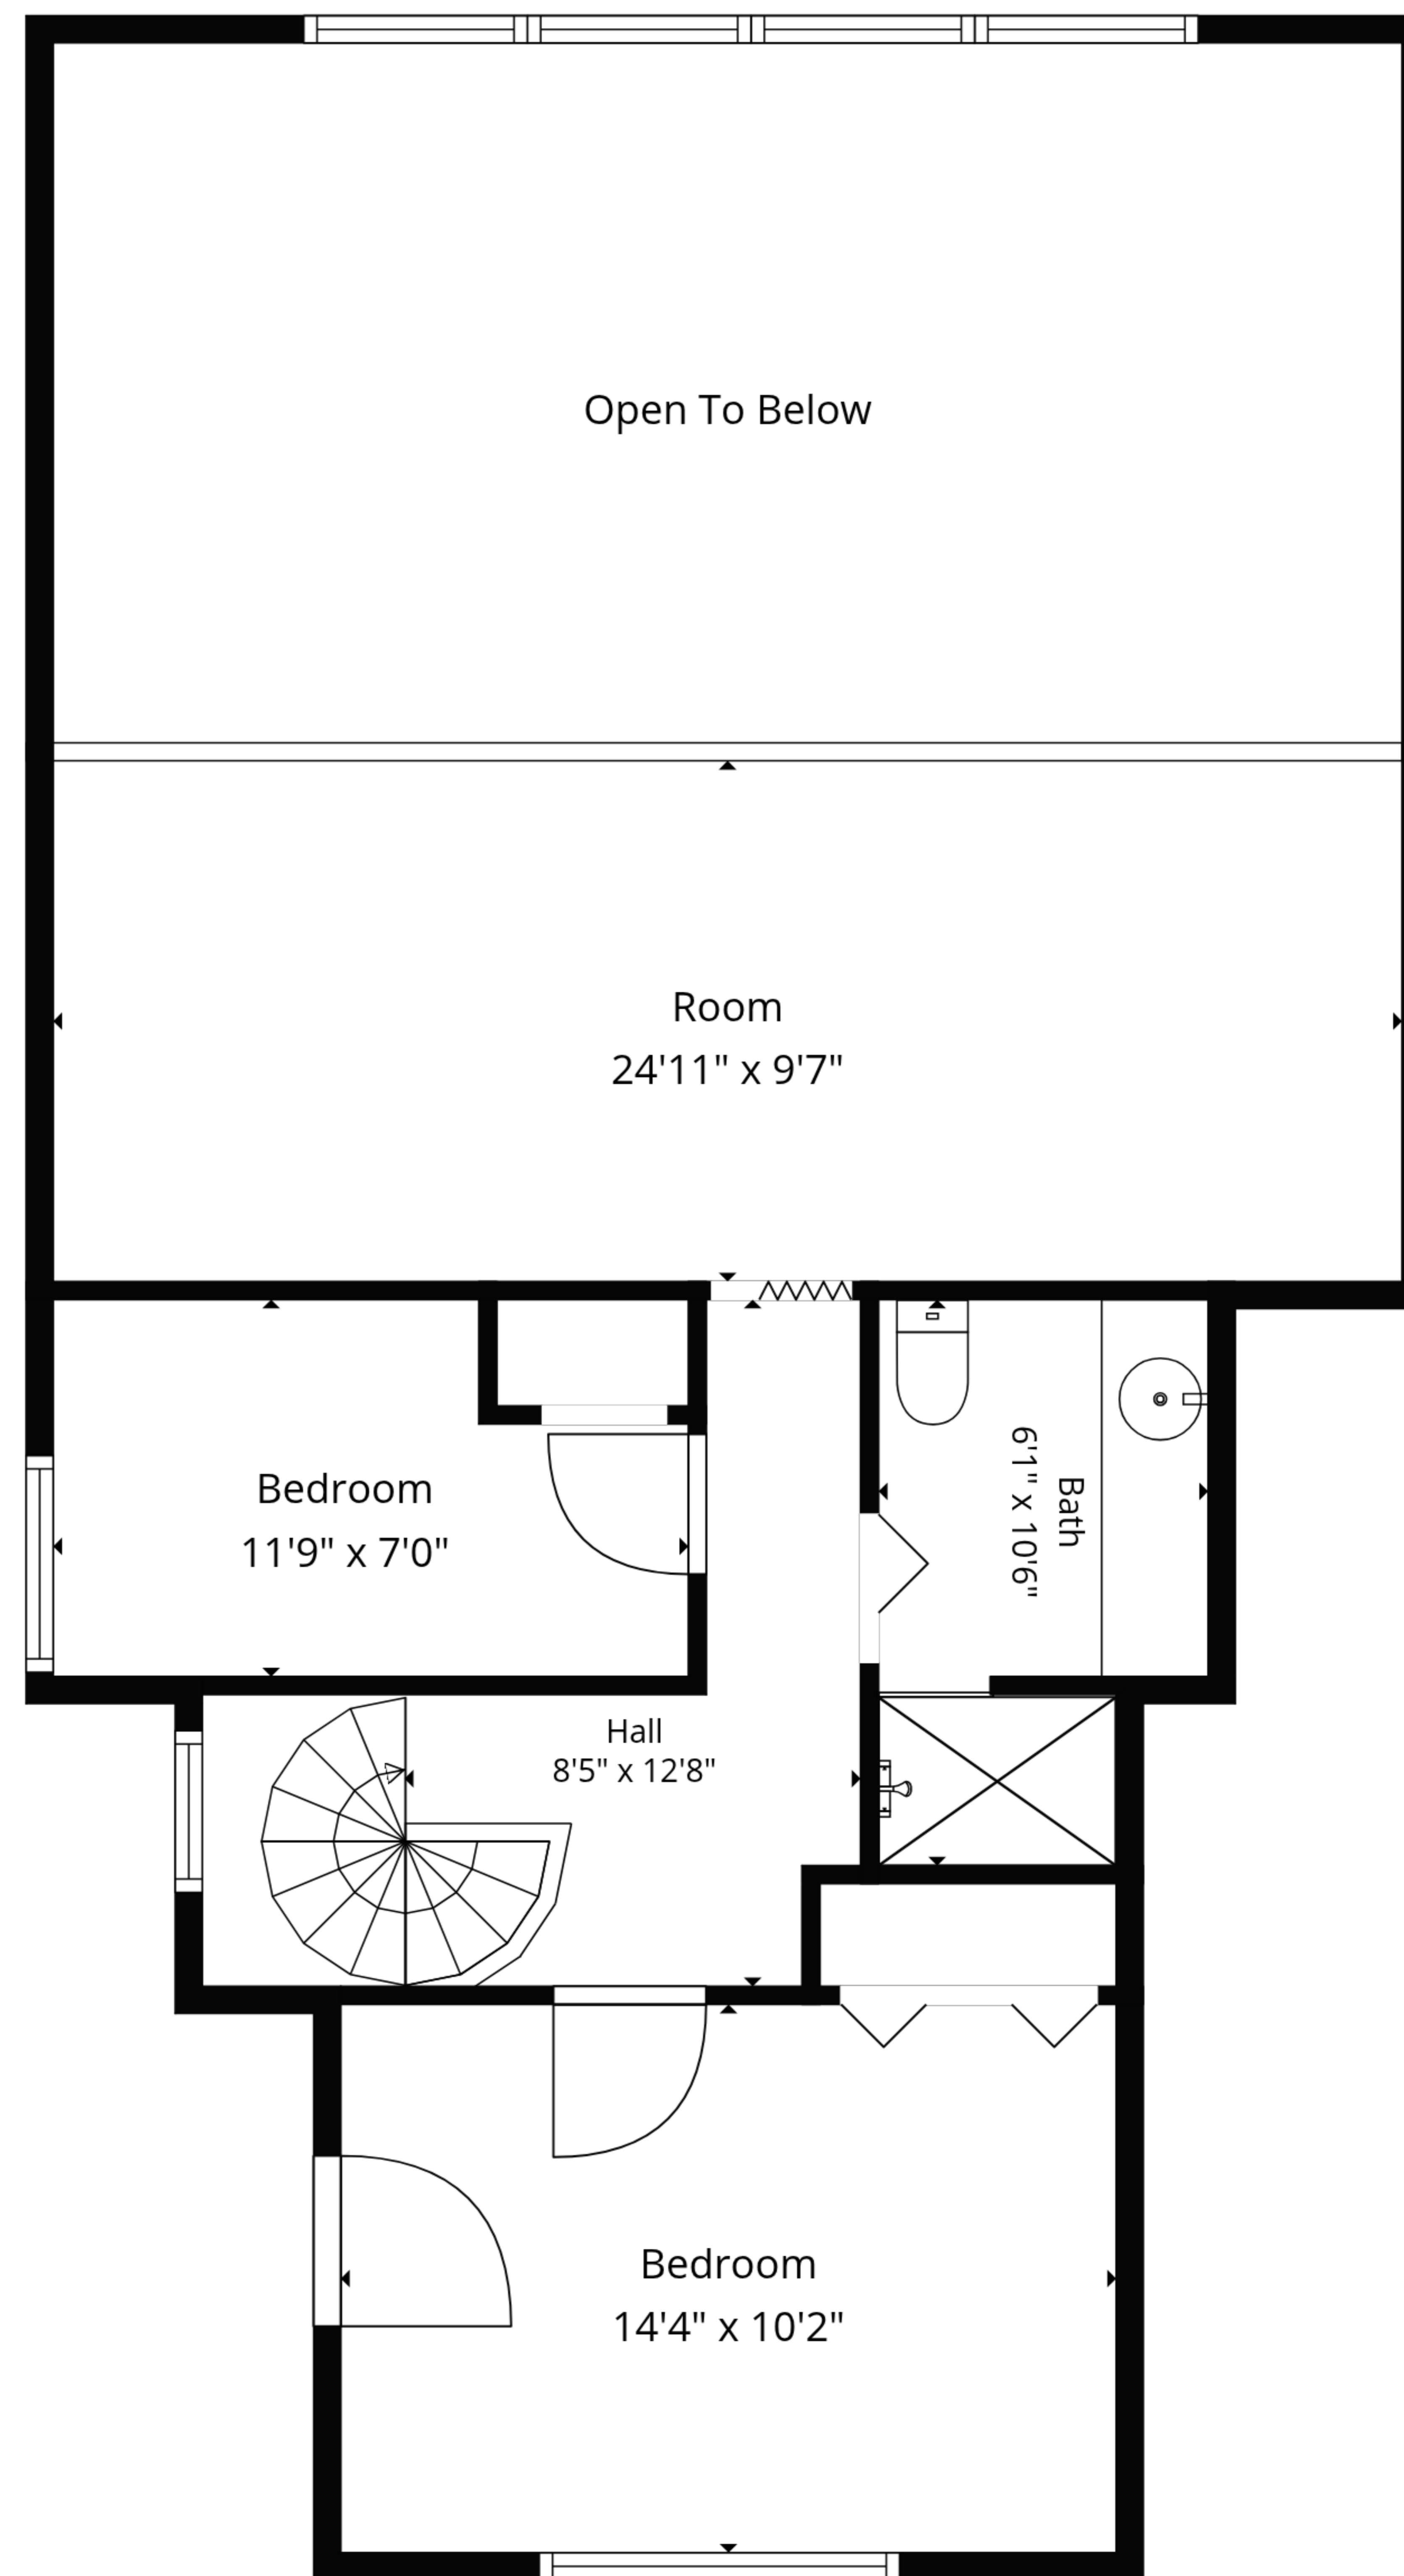 Open To Below
Room
24'11" x 9'7"
Bedroom
11'9" x 7'0"
Bath
6'1" x 10'6"
Hall
8'5" x 12'8"
Bedroom
14'4" x 10'2"